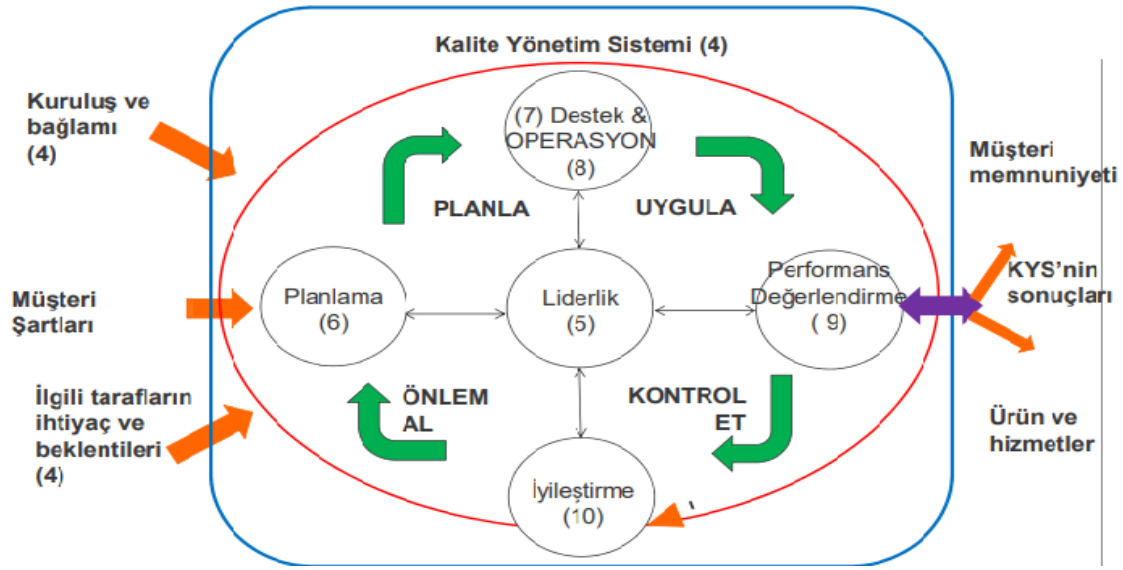 Kalite Yönetim Sistemi (4)
Kuruluş ve
bağlamı
(4)
(7) Destek &
OPERASYON
(8)
Müşteri
memnuniyeti
PLANLA
UYGULA
Müşteri
Şartları
Planlama
(6)
Liderlik
(5)
Performans
Değerlendirme
( 9)
KYS’nin
sonuçları
İlgili tarafların
ihtiyaç ve
beklentileri
(4)
ÖNLEM
AL
KONTROL
ET
Ürün ve
hizmetler
İyileştirme
(10)